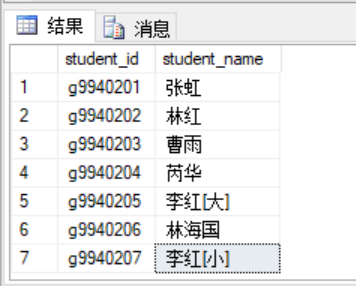 结果 消息
student_id student_name
1 g9940201 张虹
2 g9940202 林红
3 g9940203 曹雨
4 g9940204 芮华
5 g9940205 李红[大]
6 g9940206 林海国
7 g9940207 李红[小]